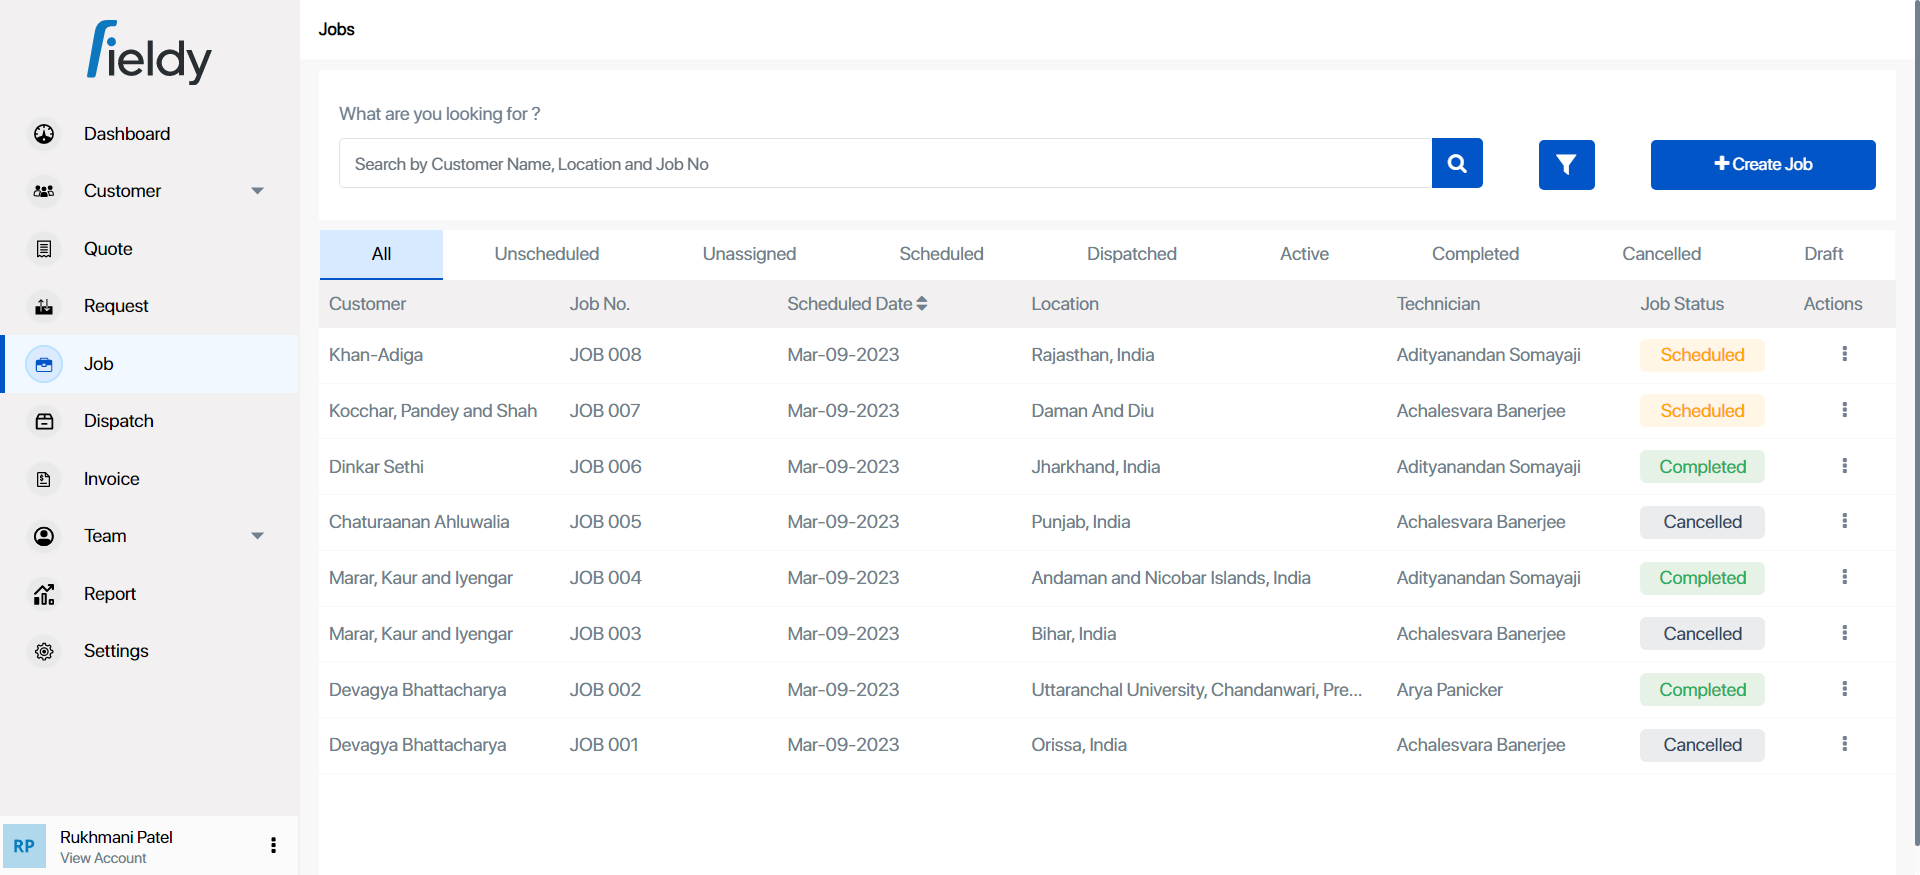 fieldy
Dashboard
Customer
Quote
Request
Job
Dispatch
Invoice
Team
Report
Settings
RP
Rukhmani Patel
View Account
Jobs
What are you looking for ?
Search by Customer Name, Location and Job No
Create Job
All Unscheduled Unassigned Scheduled Dispatched Active Completed Cancelled Draft
Customer Job No. Scheduled Date Location Technician Job Status Actions
Khan-Adiga JOB 008 Mar-09-2023 Rajasthan, India Adityanandan Somayaji Scheduled
Kocchar, Pandey and Shah JOB 007 Mar-09-2023 Daman And Diu Achalesvara Banerjee Scheduled
Dinkar Sethi JOB 006 Mar-09-2023 Jharkhand, India Adityanandan Somayaji Completed
Chaturaanan Ahluwalia JOB 005 Mar-09-2023 Punjab, India Achalesvara Banerjee Cancelled
Marar, Kaur and Iyengar JOB 004 Mar-09-2023 Andaman and Nicobar Islands, India Adityanandan Somayaji Completed
Marar, Kaur and Iyengar JOB 003 Mar-09-2023 Bihar, India Achalesvara Banerjee Cancelled
Devagya Bhattacharya JOB 002 Mar-09-2023 Uttaranchal University, Chandanwari, Pre... Arya Panicker Completed
Devagya Bhattacharya JOB 001 Mar-09-2023 Orissa, India Achalesvara Banerjee Cancelled